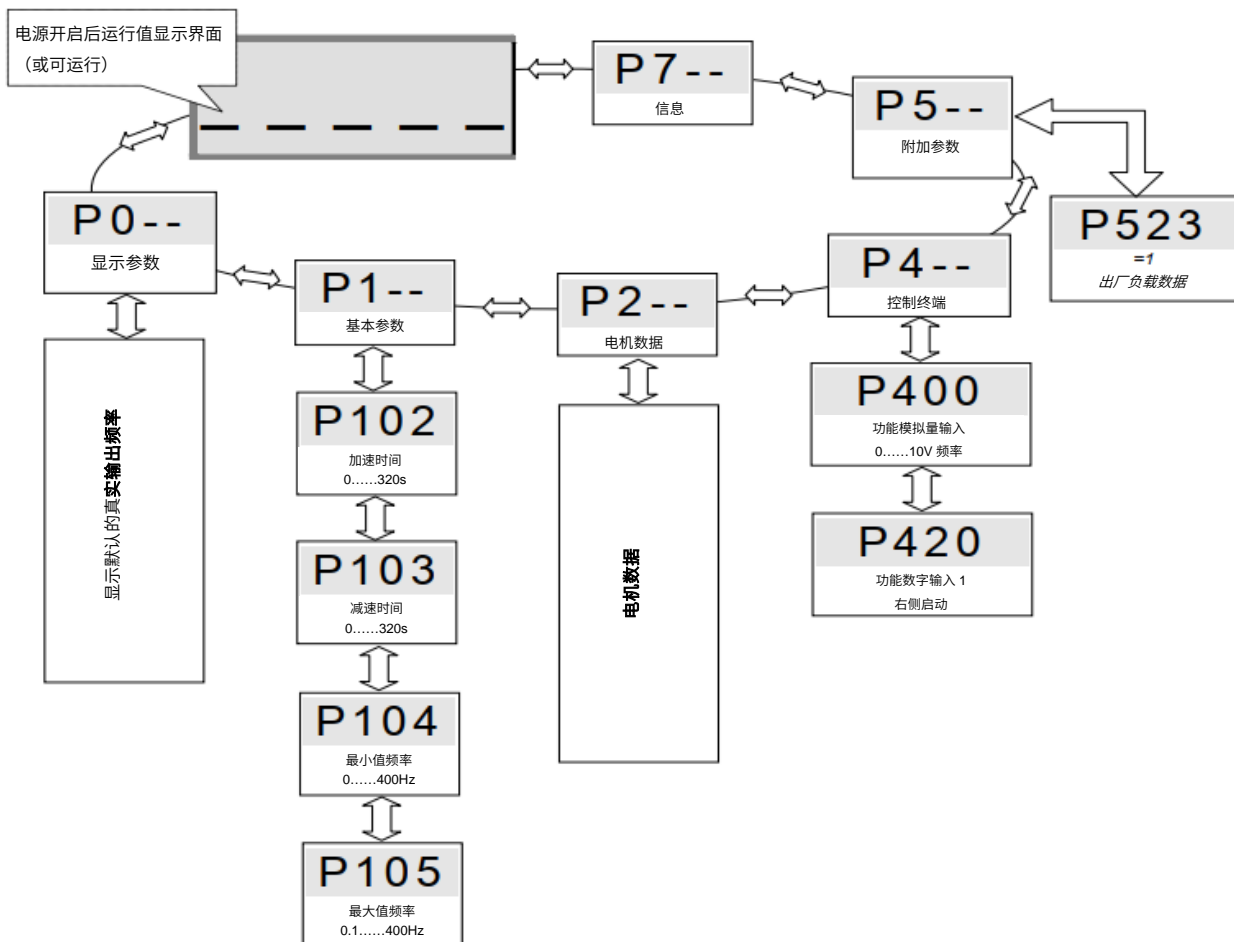 电源开启后运行值显示界面
（或可运行）
P7--
信息
P5--
附加参数
P523
=1
出厂负载数据
P0--
显示参数
P1--
基本参数
P2--
电机数据
P4--
控制终端
显示默认的真实输出频率
P102
加速时间
0……320s
P103
减速时间
0……320s
P104
最小值频率
0……400Hz
P105
最大值频率
0.1……400Hz
电机数据
P400
功能模拟量输入
0……10V 频率
P420
功能数字输入 1
右侧启动